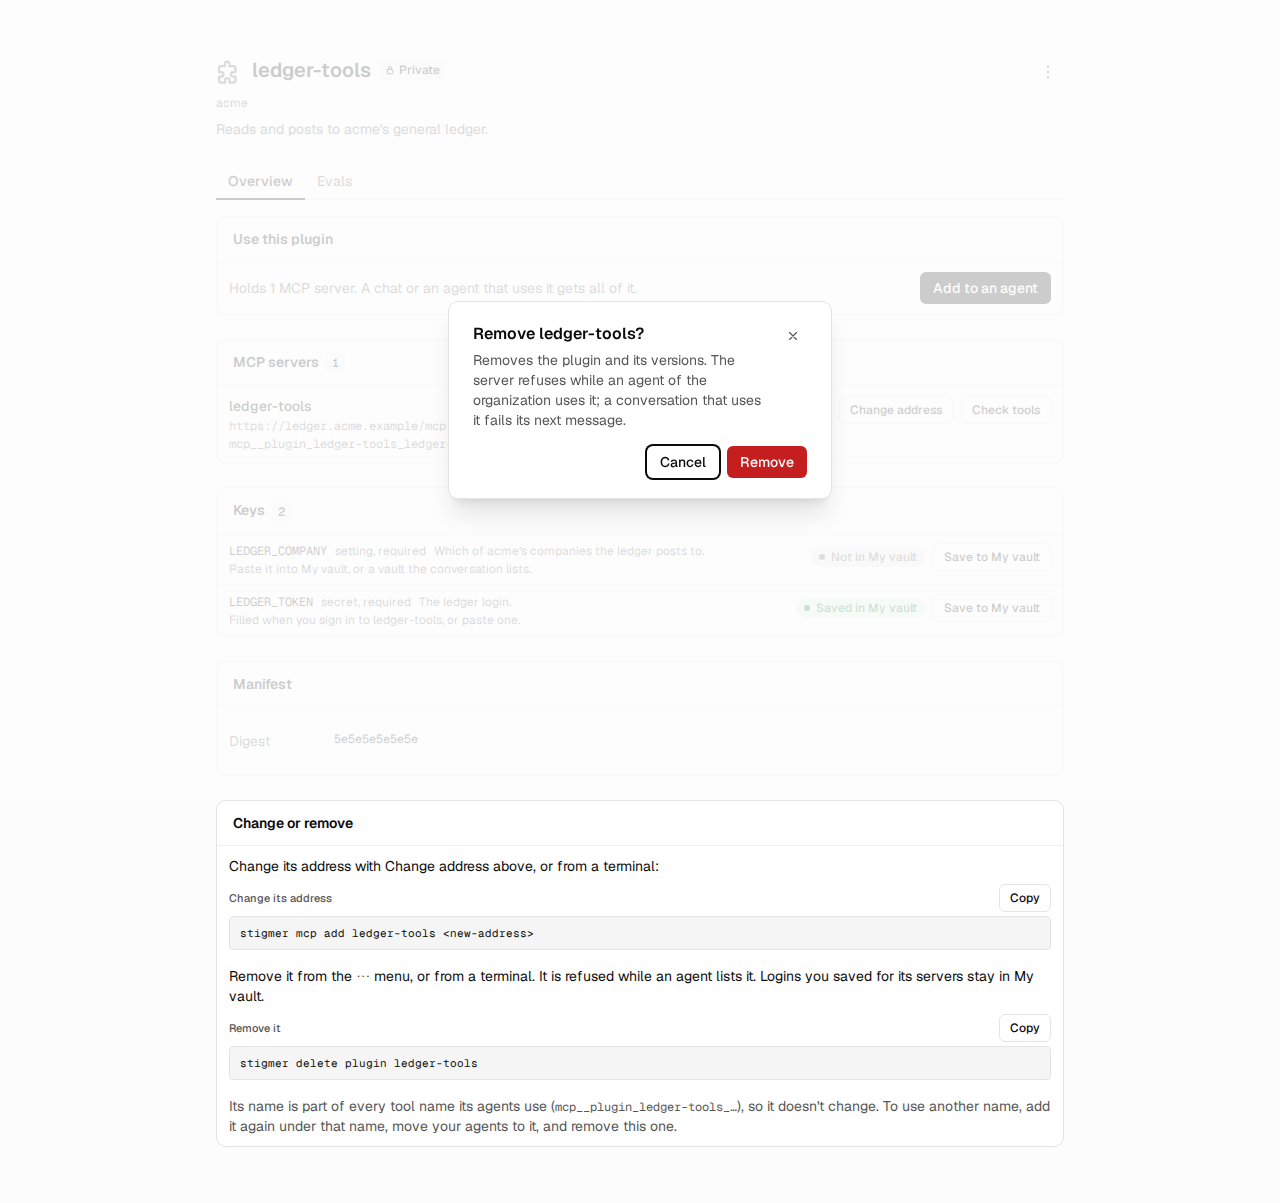 ledger-tools
Private
acme
Reads and posts to acme's general ledger.
Overview
Evals
Use this plugin
Holds 1 MCP server. A chat or an agent that uses it gets all of it.
Add to an agent
Remove ledger-tools?
Removes the plugin and its versions. The
server refuses while an agent of the
organization uses it; a conversation that uses
it fails its next message.
Cancel
Remove
MCP servers 1
ledger-tools
https://ledger.acme.example/mcp
mcp__plugin_ledger-tools_ledger
Change address
Check tools
Keys 2
LEDGER_COMPANY setting, required Which of acme's companies the ledger posts to.
Paste it into My vault, or a vault the conversation lists.
Not in My vault
Save to My vault
LEDGER_TOKEN secret, required The ledger login.
Filled when you sign in to ledger-tools, or paste one.
Saved in My vault
Save to My vault
Manifest
Digest 5e5e5e5e5e5e
Change or remove
Change its address with Change address above, or from a terminal:
Change its address
Copy
stigmer mcp add ledger-tools <new-address>
Remove it from the ··· menu, or from a terminal. It is refused while an agent lists it. Logins you saved for its servers stay in My
vault.
Remove it
Copy
stigmer delete plugin ledger-tools
Its name is part of every tool name its agents use (mcp__plugin_ledger-tools_…), so it doesn't change. To use another name, add
it again under that name, move your agents to it, and remove this one.